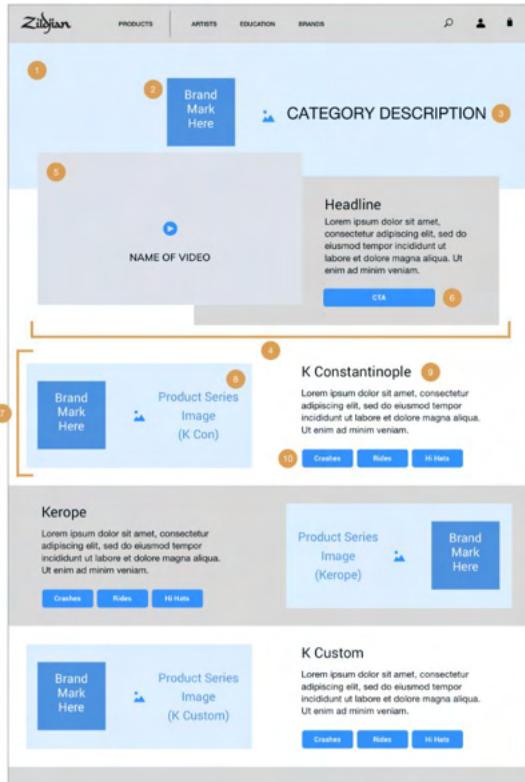 Zildjian
PRODUCTS ARTISTS EDUCATION BRANDS
1
2
Brand
Mark
Here
CATEGORY DESCRIPTION 3
5
NAME OF VIDEO
Headline
Lorem ipsum dolor sit amet,
consectetur adipiscing elit, sed do
eiusmod tempor incididunt ut
labore et dolore magna aliqua. Ut
enim ad minim veniam.
CTA 6
4
7
Brand
Mark
Here
8
Product Series
Image
(K Con)
K Constantinople 9
Lorem ipsum dolor sit amet, consectetur
adipiscing elit, sed do eiusmod tempor
incididunt ut labore et dolore magna aliqua.
Ut enim ad minim veniam.
10 Crashes Rides Hi Hats
Kerope
Lorem ipsum dolor sit amet, consectetur
adipiscing elit, sed do eiusmod tempor
incididunt ut labore et dolore magna aliqua.
Ut enim ad minim veniam.
Crashes Rides Hi Hats
Product Series
Image
(Kerope)
Brand
Mark
Here
Brand
Mark
Here
Product Series
Image
(K Custom)
K Custom
Lorem ipsum dolor sit amet, consectetur
adipiscing elit, sed do eiusmod tempor
incididunt ut labore et dolore magna aliqua.
Ut enim ad minim veniam.
Crashes Rides Hi Hats